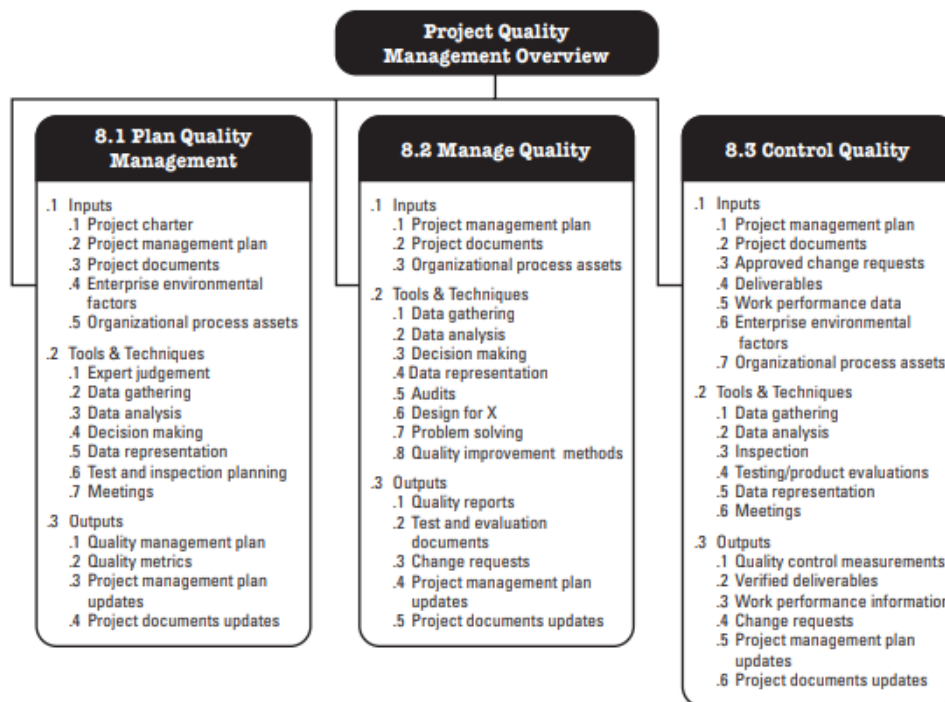 Project Quality
Management Overview
8.1 Plan Quality
Management
.1 Inputs
.1 Project charter
.2 Project management plan
.3 Project documents
.4 Enterprise environmental
factors
.5 Organizational process assets
.2 Tools & Techniques
.1 Expert judgement
.2 Data gathering
.3 Data analysis
.4 Decision making
.5 Data representation
.6 Test and inspection planning
.7 Meetings
.3 Outputs
.1 Quality management plan
.2 Quality metrics
.3 Project management plan
updates
.4 Project documents updates
8.2 Manage Quality
.1 Inputs
.1 Project management plan
.2 Project documents
.3 Organizational process assets
.2 Tools & Techniques
.1 Data gathering
.2 Data analysis
.3 Decision making
.4 Data representation
.5 Audits
.6 Design for X
.7 Problem solving
.8 Quality improvement methods
.3 Outputs
.1 Quality reports
.2 Test and evaluation
documents
.3 Change requests
.4 Project management plan
updates
.5 Project documents updates
8.3 Control Quality
.1 Inputs
.1 Project management plan
.2 Project documents
.3 Approved change requests
.4 Deliverables
.5 Work performance data
.6 Enterprise environmental
factors
.7 Organizational process assets
.2 Tools & Techniques
.1 Data gathering
.2 Data analysis
.3 Inspection
.4 Testing/product evaluations
.5 Data representation
.6 Meetings
.3 Outputs
.1 Quality control measurements
.2 Verified deliverables
.3 Work performance information
.4 Change requests
.5 Project management plan
updates
.6 Project documents updates